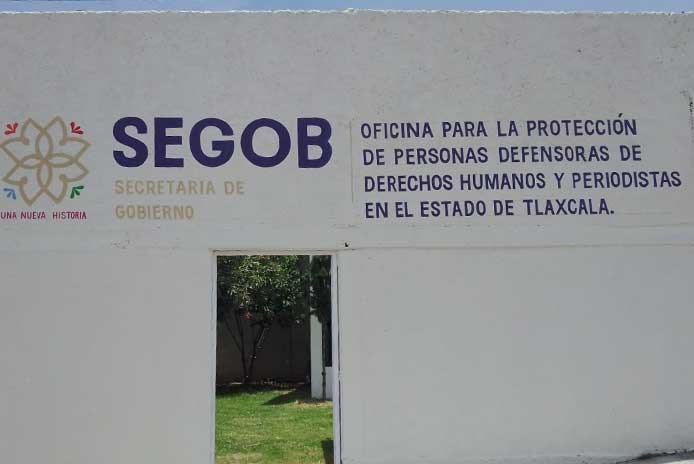 UNA NUEVA HISTORIA
SEGOB
SECRETARIA DE
GOBIERNO
OFICINA PARA LA PROTECCIÓN
DE PERSONAS DEFENSORAS DE
DERECHOS HUMANOS Y PERIODISTAS
EN EL ESTADO DE TLAXCALA.